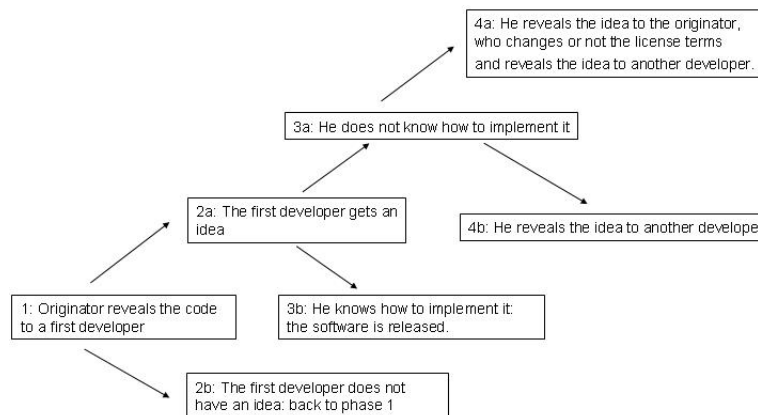 4a: He reveals the idea to the originator,
who changes or not the license terms
and reveals the idea to another developer.
3a: He does not know how to implement it
2a: The first developer gets an
idea
4b: He reveals the idea to another develope
1: Originator reveals the code
to a first developer
3b: He knows how to implement it:
the software is released.
2b: The first developer does not
have an idea: back to phase 1